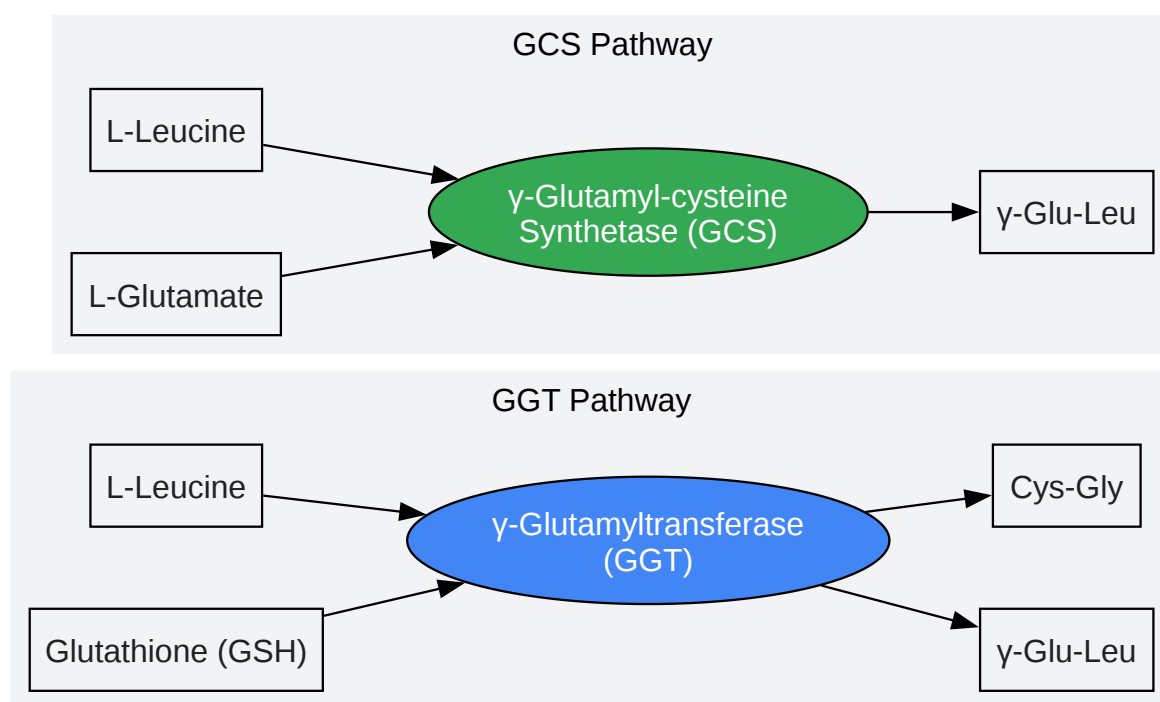 GCS Pathway
L-Leucine
γ-Glutamyl-cysteine
Synthetase (GCS)
γ-Glu-Leu
L-Glutamate
GGT Pathway
L-Leucine
Cys-Gly
γ-Glutamyltransferase
(GGT)
Glutathione (GSH)
γ-Glu-Leu